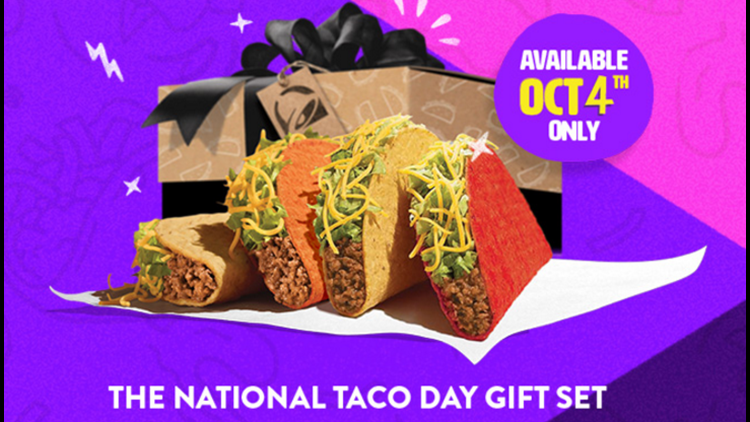 AVAILABLE
OCT 4TH
ONLY
THE NATIONAL TACO DAY GIFT SET